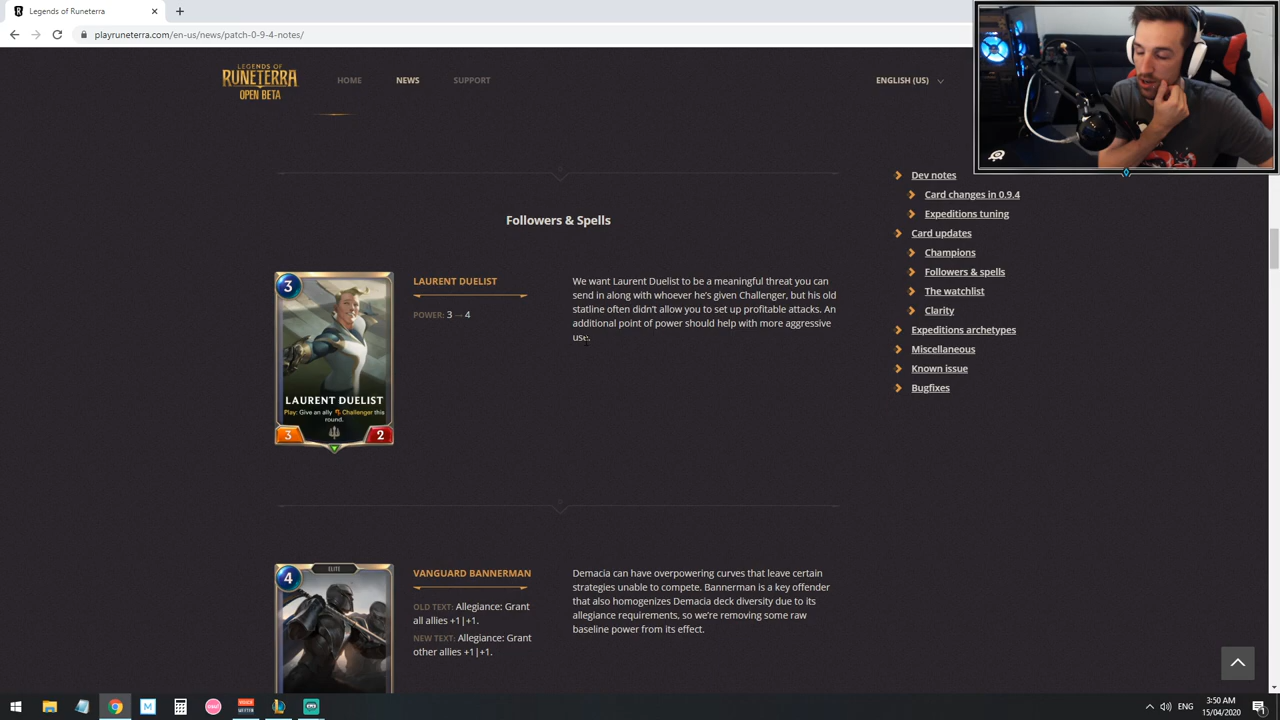 Legends of Runeterra
playruneterra.com/en-us/news/patch-0-9-4-notes/
LEGENDS OF
RUNETERRA
OPEN BETA
HOME
NEWS
SUPPORT
ENGLISH (US)
Dev notes
Card changes in 0.9.4
Expeditions tuning
Card updates
Champions
Followers & spells
The watchlist
Clarity
Expeditions archetypes
Miscellaneous
Known issue
Bugfixes
Followers & Spells
3
LAURENT DUELIST
Play: Give an ally Challenger this
round.
3
2
LAURENT DUELIST
POWER: 3 → 4
We want Laurent Duelist to be a meaningful threat you can
send in along with whoever he's given Challenger, but his old
statline often didn't allow you to set up profitable attacks. An
additional point of power should help with more aggressive
use.
4
ELITE
VANGUARD BANNERMAN
OLD TEXT: Allegiance: Grant
all allies +1|+1.
NEW TEXT: Allegiance: Grant
other allies +1|+1.
Demacia can have overpowering curves that leave certain
strategies unable to compete. Bannerman is a key offender
that also homogenizes Demacia deck diversity due to its
allegiance requirements, so we're removing some raw
baseline power from its effect.
ENG
3:50 AM
15/04/2020